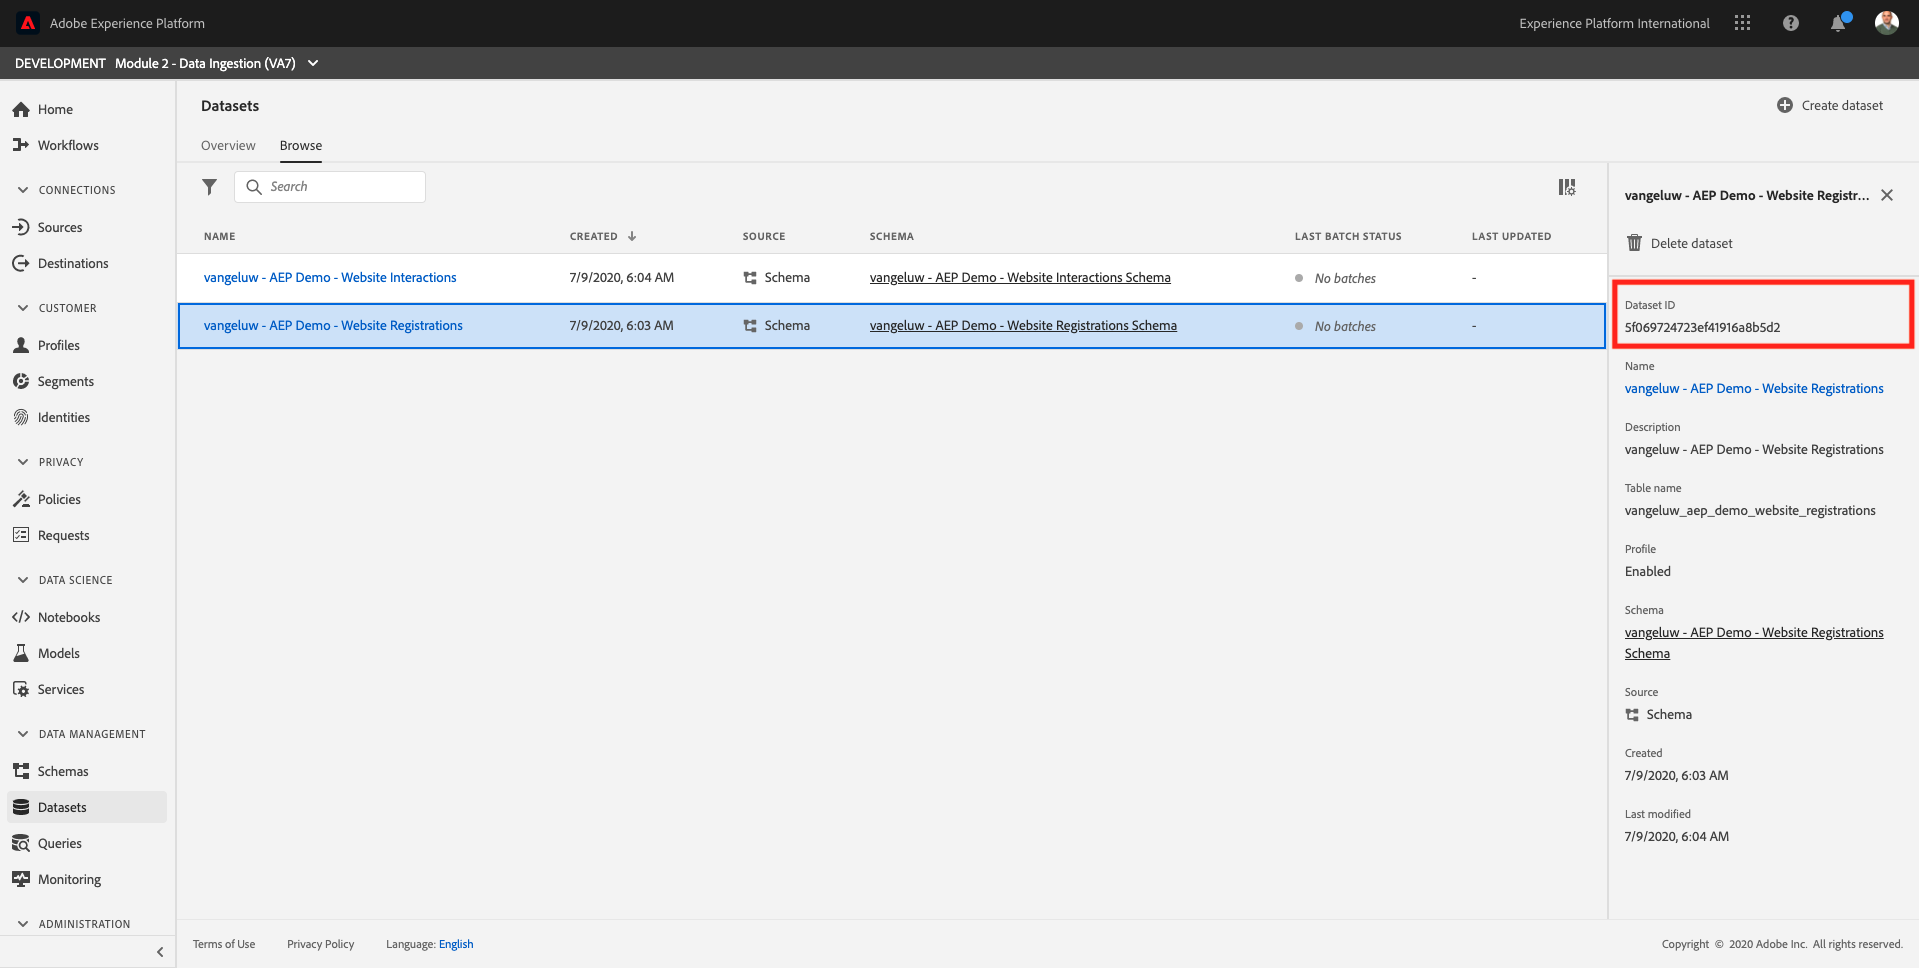 Adobe Experience Platform
Experience Platform International
DEVELOPMENT Module 2 - Data Ingestion (VA7)
Home
Workflows
CONNECTIONS
Sources
Destinations
CUSTOMER
Profiles
Segments
Identities
PRIVACY
Policies
Requests
DATA SCIENCE
Notebooks
Models
Services
DATA MANAGEMENT
Schemas
Datasets
Queries
Monitoring
ADMINISTRATION
Datasets
Create dataset
Overview Browse
Search
NAME CREATED SOURCE SCHEMA LAST BATCH STATUS LAST UPDATED
vangeluw - AEP Demo - Website Interactions 7/9/2020, 6:04 AM Schema vangeluw - AEP Demo - Website Interactions Schema No batches -
vangeluw - AEP Demo - Website Registrations 7/9/2020, 6:03 AM Schema vangeluw - AEP Demo - Website Registrations Schema No batches -
vangeluw - AEP Demo - Website Registr...
Delete dataset
Dataset ID
5f069724723ef41916a8b5d2
Name
vangeluw - AEP Demo - Website Registrations
Description
vangeluw - AEP Demo - Website Registrations
Table name
vangeluw_aep_demo_website_registrations
Profile
Enabled
Schema
vangeluw - AEP Demo - Website Registrations
Schema
Source
Schema
Created
7/9/2020, 6:03 AM
Last modified
7/9/2020, 6:04 AM
Terms of Use Privacy Policy Language: English
Copyright © 2020 Adobe Inc. All rights reserved.